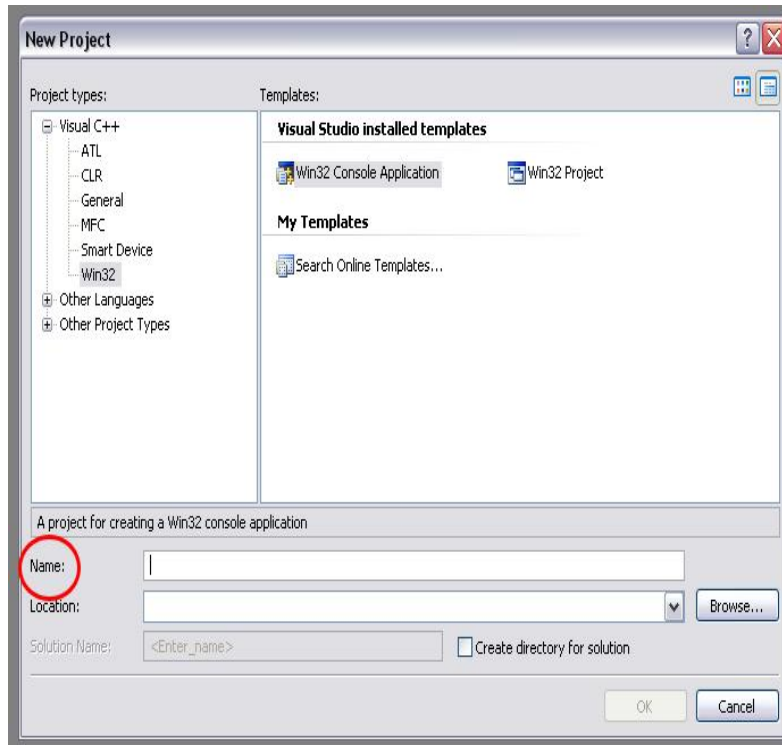 New Project
Project types:
Templates:
Visual C++
ATL
CLR
General
MFC
Smart Device
Win32
Other Languages
Other Project Types
Visual Studio installed templates
Win32 Console Application
Win32 Project
My Templates
Search Online Templates...
A project for creating a Win32 console application
Name:
Location:
Browse...
Solution Name:
<Enter_name>
Create directory for solution
OK
Cancel